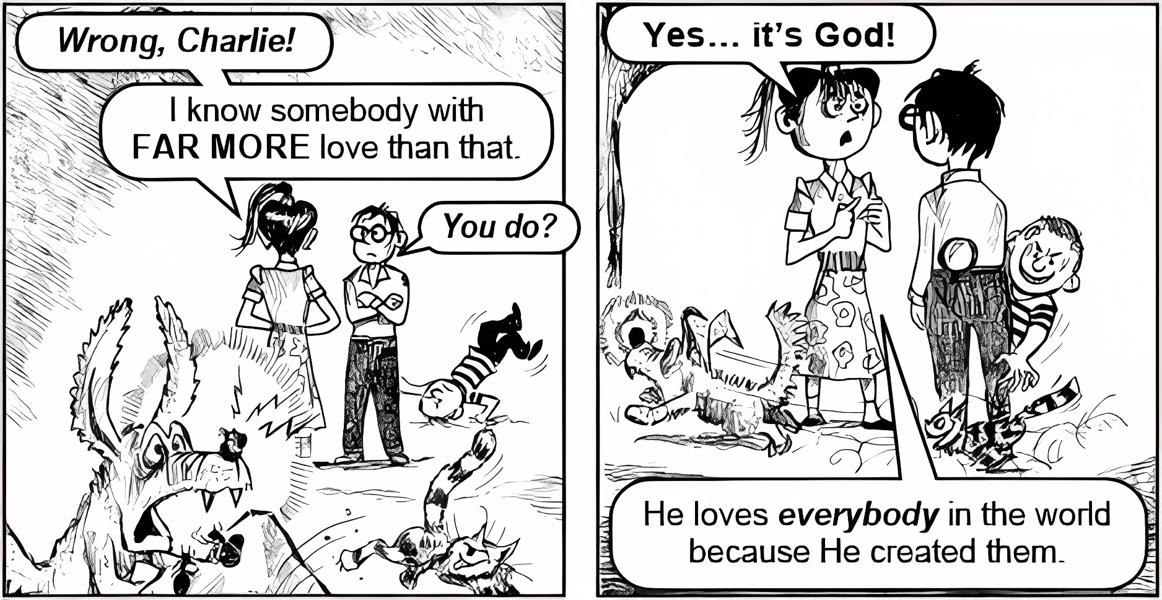 Wrong, Charlie!
I know somebody with
FAR MORE love than that.
You do?
Yes... it's God!
He loves everybody in the world
because He created them.